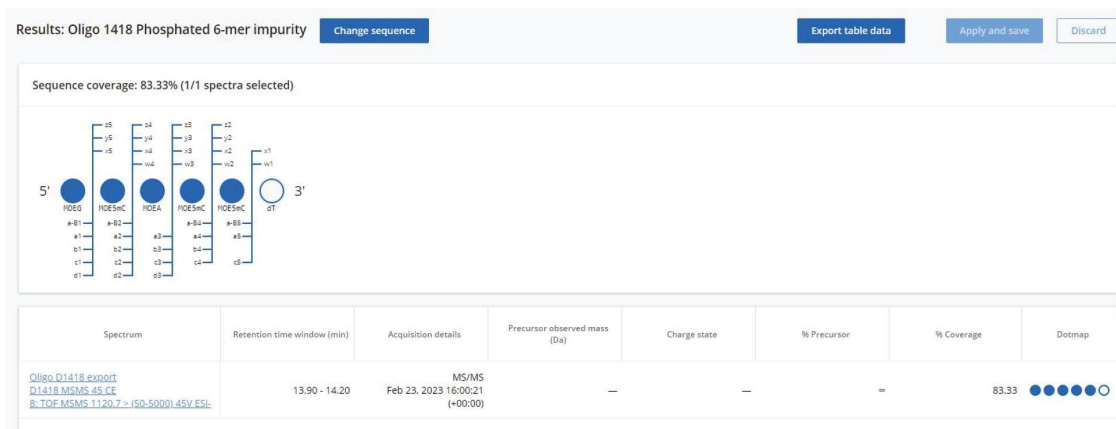 Results: Oligo 1418 Phosphated 6-mer impurity
Change sequence
Export table data
Apply and save
Discard
Sequence coverage: 83.33% (1/1 spectra selected)
z5 z4 z3 z2
y5 y4 y3 y2
x5 x4 x3 x2 x1
w4 w3 w2 w1
5' 3'
MOEG MOE5mC MOEA MOE5mC MOE5mC dT
a-B1 a-B2 a-B4 a-B5
a1 a2 a3 a4 a5
b1 b2 b3 b4
c1 c2 c3 c4 c5
d1 d2 d3
Spectrum
Retention time window (min)
Acquisition details
Precursor observed mass
(Da)
Charge state
% Precursor
% Coverage
Dotmap
Oligo D1418 export
D1418 MSMS 45 CE
8: TOF MSMS 1120.7 > (50-5000) 45V ESI-
13.90 - 14.20
MS/MS
Feb 23, 2023 16:00:21
(+00:00)
—
—
∞
83.33